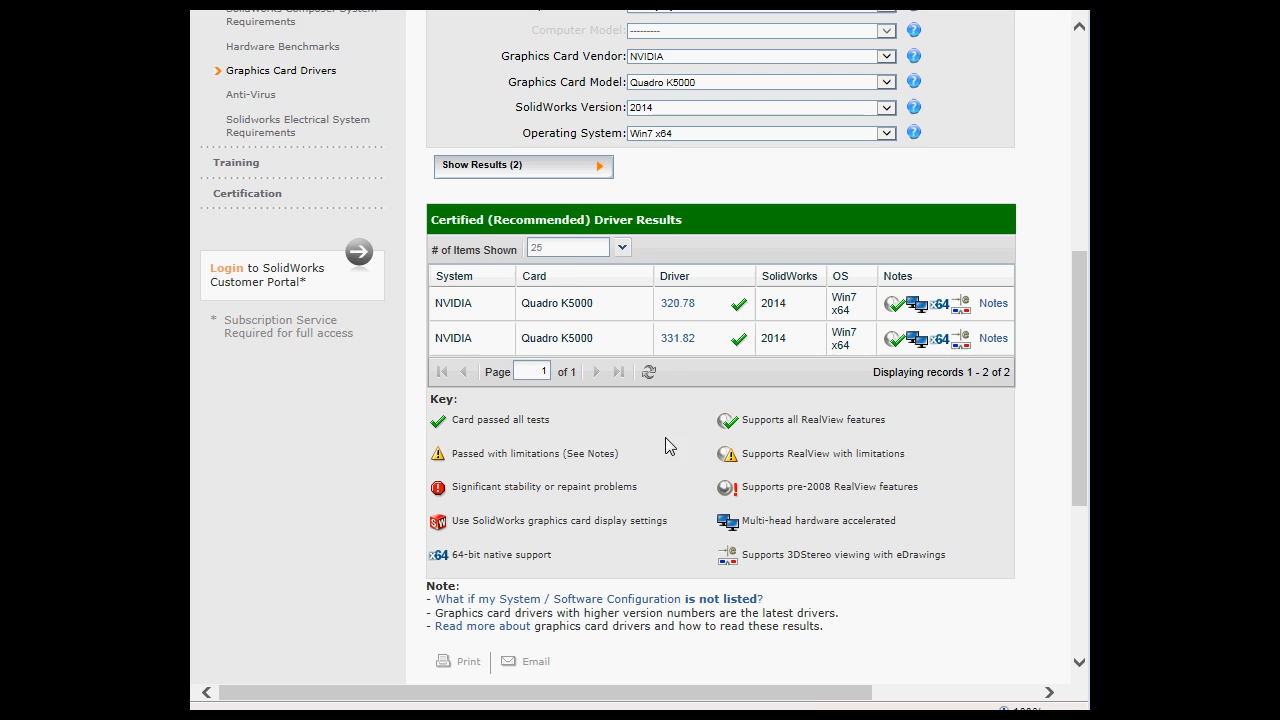 SolidWorks Composer System
Requirements
Hardware Benchmarks
Graphics Card Drivers
Anti-Virus
Solidworks Electrical System
Requirements
Training
Certification
Login to SolidWorks
Customer Portal*
* Subscription Service
Required for full access
Computer Model: ---------
Graphics Card Vendor: NVIDIA
Graphics Card Model: Quadro K5000
SolidWorks Version: 2014
Operating System: Win7 x64
Show Results (2)
Certified (Recommended) Driver Results
# of Items Shown 25
System Card Driver SolidWorks OS Notes
NVIDIA Quadro K5000 320.78 2014 Win7 x64 x64 Notes
NVIDIA Quadro K5000 331.82 2014 Win7 x64 x64 Notes
Page 1 of 1 Displaying records 1 - 2 of 2
Key:
Card passed all tests Supports all RealView features
Passed with limitations (See Notes) Supports RealView with limitations
Significant stability or repaint problems Supports pre-2008 RealView features
Use SolidWorks graphics card display settings Multi-head hardware accelerated
x64 64-bit native support Supports 3DStereo viewing with eDrawings
Note:
- What if my System / Software Configuration is not listed?
- Graphics card drivers with higher version numbers are the latest drivers.
- Read more about graphics card drivers and how to read these results.
Print Email